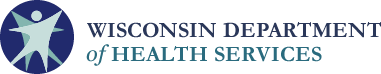 WISCONSIN DEPARTMENT
of HEALTH SERVICES